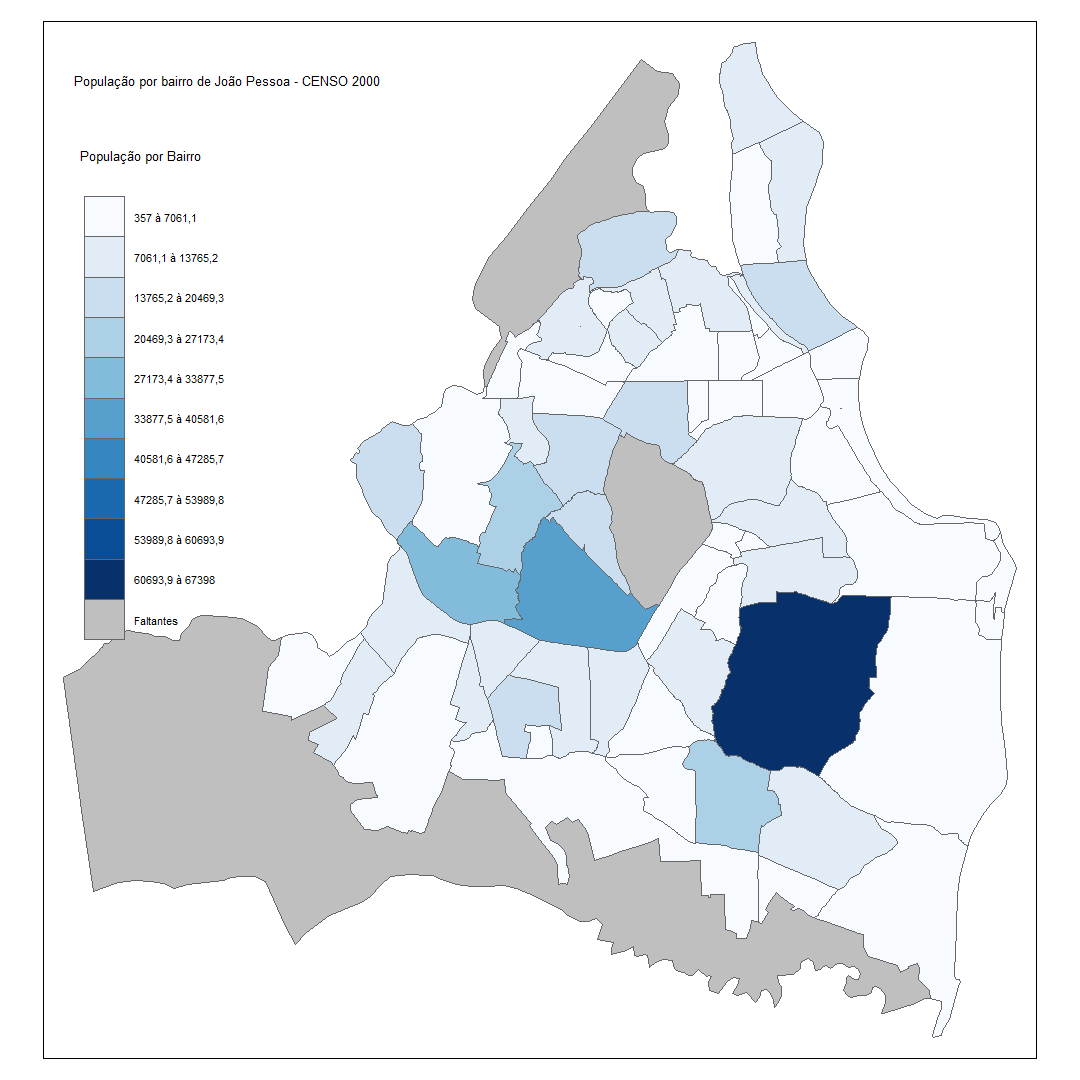 População por bairro de João Pessoa - CENSO 2000
População por Bairro
357 à 7061,1
7061,1 à 13765,2
13765,2 à 20469,3
20469,3 à 27173,4
27173,4 à 33877,5
33877,5 à 40581,6
40581,6 à 47285,7
47285,7 à 53989,8
53989,8 à 60693,9
60693,9 à 67398
Faltantes